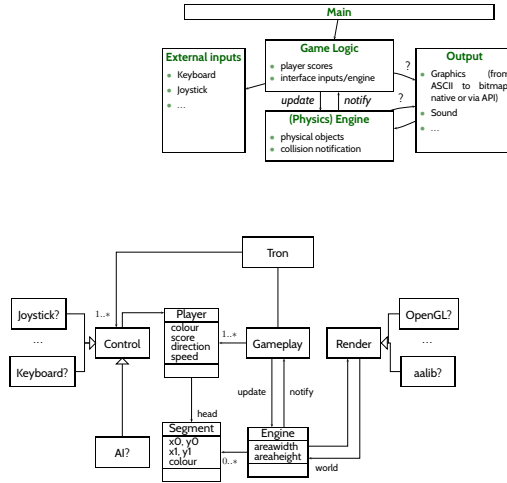 Main
External inputs
• Keyboard
• Joystick
• ...
Game Logic
• player scores
• interface inputs/engine
update
notify
(Physics) Engine
• physical objects
• collision notification
?
?
Output
• Graphics (from
ASCII to bitmap,
native or via API)
• Sound
• ...
Tron
1..*
Joystick?
...
Keyboard?
Control
AI?
Player
colour
score
direction
speed
1..*
Gameplay
Render
OpenGL?
...
aalib?
update
notify
head
Segment
x0, y0
x1, y1
colour
0..*
Engine
areawidth
areaheight
world